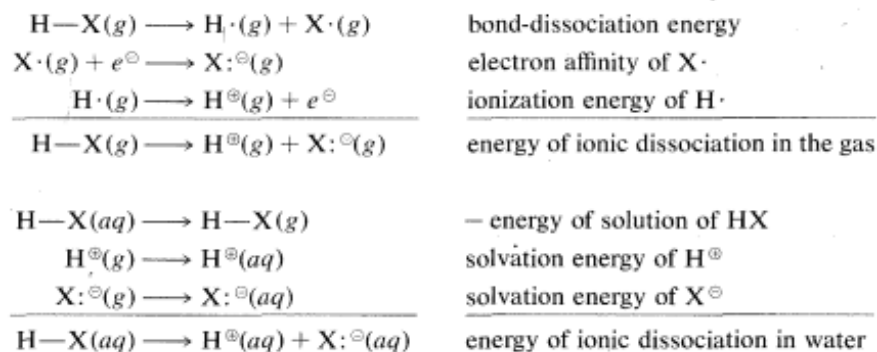 H—X(g) ⟶ H·(g) + X·(g) bond-dissociation energy
X·(g) + e⊖ ⟶ X:⊖(g) electron affinity of X·
H·(g) ⟶ H⊕(g) + e⊖ ionization energy of H·
H—X(g) ⟶ H⊕(g) + X:⊖(g) energy of ionic dissociation in the gas
H—X(aq) ⟶ H—X(g) – energy of solution of HX
H⊕(g) ⟶ H⊕(aq) solvation energy of H⊕
X:⊖(g) ⟶ X:⊖(aq) solvation energy of X⊖
H—X(aq) ⟶ H⊕(aq) + X:⊖(aq) energy of ionic dissociation in water